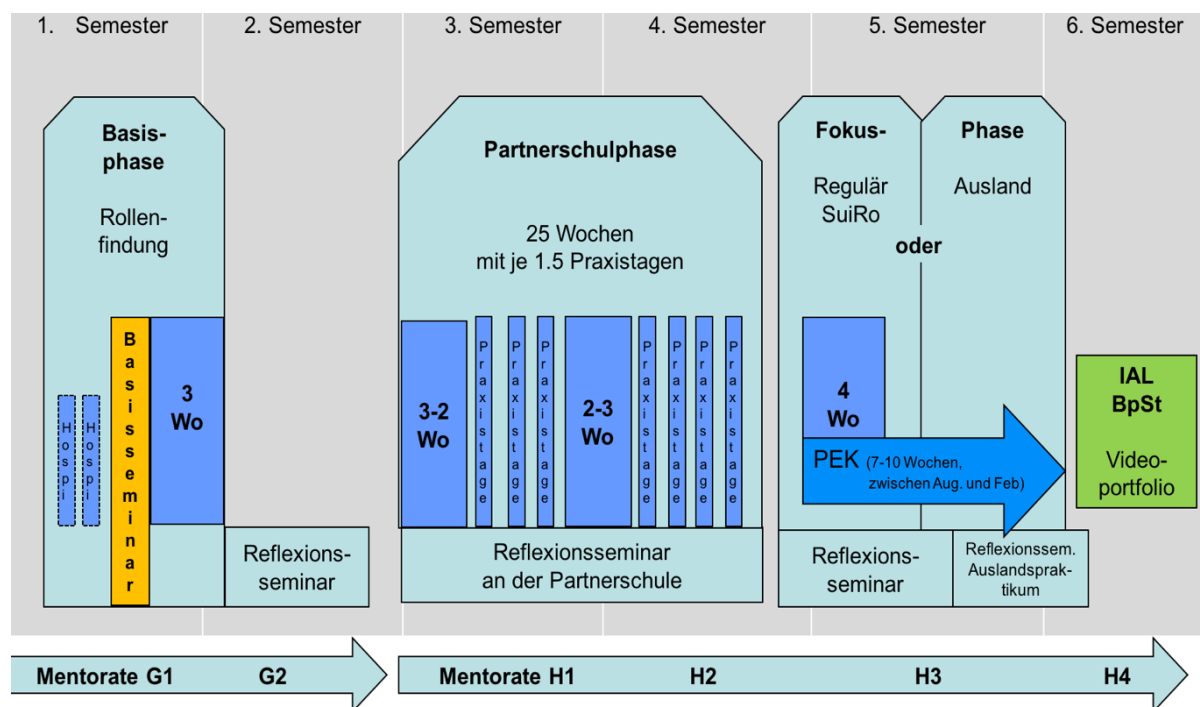 1. Semester
2. Semester
3. Semester
4. Semester
5. Semester
6. Semester
Basis-
phase
Rollen-
findung
Hospi
Hospi
Basisseminar
3
Wo
Reflexions-
seminar
Partnerschulphase
25 Wochen
mit je 1.5 Praxistagen
3-2
Wo
Praxistage
Praxistage
Praxistage
2-3
Wo
Praxistage
Praxistage
Praxistage
Praxistage
Reflexionsseminar
an der Partnerschule
Fokus-
Phase
Regulär
SuiRo
Ausland
oder
4
Wo
PEK (7-10 Wochen,
zwischen Aug. und Feb)
Reflexions-
seminar
Reflexionssem.
Auslandsprak-
tikum
IAL
BpSt
Video-
portfolio
Mentorate G1
G2
Mentorate H1
H2
H3
H4